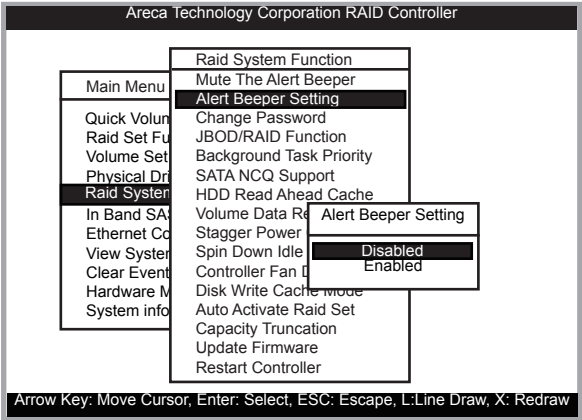 Areca Technology Corporation RAID Controller
Main Menu
Quick Volum
Raid Set Fu
Volume Set
Physical Dri
Raid System
In Band SA
Ethernet Co
View System
Clear Event
Hardware M
System info
Raid System Function
Mute The Alert Beeper
Alert Beeper Setting
Change Password
JBOD/RAID Function
Background Task Priority
SATA NCQ Support
HDD Read Ahead Cache
Volume Data Re
Stagger Power
Spin Down Idle
Controller Fan D
Disk Write Cache Mode
Auto Activate Raid Set
Capacity Truncation
Update Firmware
Restart Controller
Alert Beeper Setting
Disabled
Enabled
Arrow Key: Move Cursor, Enter: Select, ESC: Escape, L:Line Draw, X: Redraw